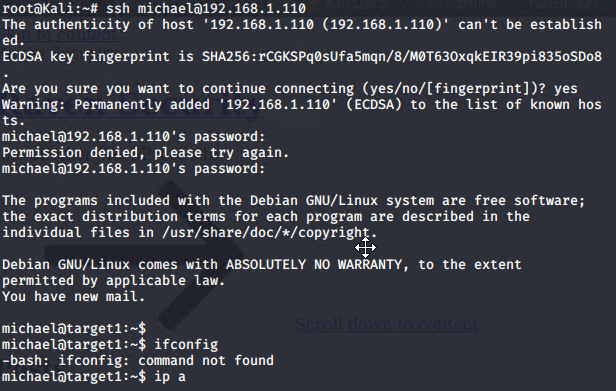 root@Kali:~# ssh michael@192.168.1.110
The authenticity of host '192.168.1.110 (192.168.1.110)' can't be establish
ed.
ECDSA key fingerprint is SHA256:rCGKSPq0sUfa5mqn/8/M0T63OxqkEIR39pi835oSDo8
.
Are you sure you want to continue connecting (yes/no/[fingerprint])? yes
Warning: Permanently added '192.168.1.110' (ECDSA) to the list of known hos
ts.
michael@192.168.1.110's password:
Permission denied, please try again.
michael@192.168.1.110's password:
The programs included with the Debian GNU/Linux system are free software;
the exact distribution terms for each program are described in the
individual files in /usr/share/doc/*/copyright.
Debian GNU/Linux comes with ABSOLUTELY NO WARRANTY, to the extent
permitted by applicable law.
You have new mail.
michael@target1:~$
Scroll down to content
michael@target1:~$ ifconfig
-bash: ifconfig: command not found
michael@target1:~$ ip a